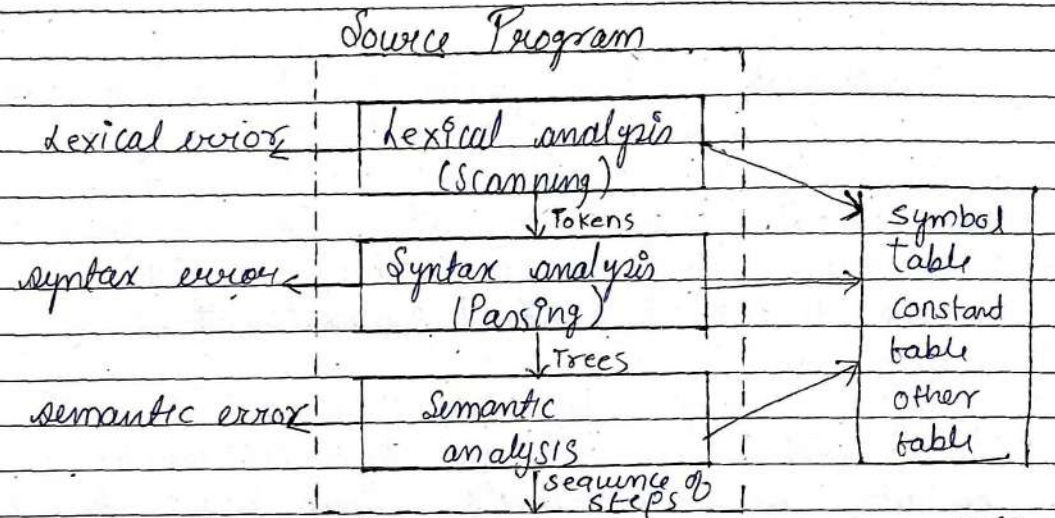 Source Program
Lexical error
Lexical analysis
(Scanning)
Tokens
symbol
table
constand
table
other
table
syntax error
Syntax analysis
(Parsing)
Trees
semantic error
Semantic
analysis
sequence of
steps